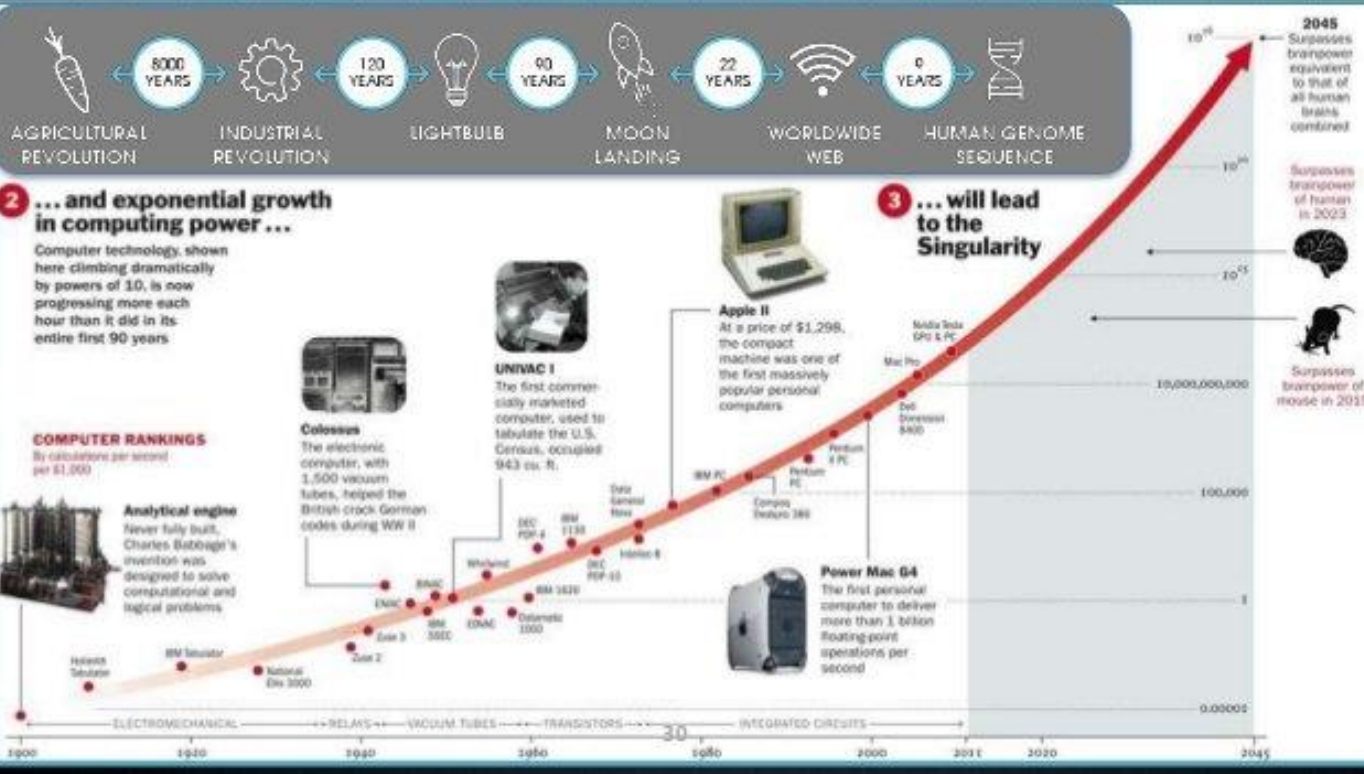 8000
YEARS
120
YEARS
90
YEARS
22
YEARS
9
YEARS
AGRICULTURAL
REVOLUTION
INDUSTRIAL
REVOLUTION
LIGHTBULB
MOON
LANDING
WORLDWIDE
WEB
HUMAN GENOME
SEQUENCE
2045
Surpasses
brainpower
equivalent
to that of
all human
brains
combined
Surpasses
brainpower
of human
in 2023
Surpasses
brainpower of
mouse in
2 ...and exponential growth
in computing power...
Computer technology, shown
here climbing dramatically
by powers of 10, is now
progressing more each
hour than it did in its
entire first 90 years
3 ...will lead
to the
Singularity
COMPUTER RANKINGS
By calculations per second
per $1,000
Analytical engine
Never fully built,
Charles Babbage's
invention was
designed to solve
computational and
logical problems
Colossus
The electronic
computer, with
1,500 vacuum
tubes, helped the
British crack German
codes during WW II
UNIVAC I
The first commer-
cially marketed
computer, used to
tabulate the U.S.
Census, occupied
943 cu. ft.
Apple II
At a price of $1,298,
the compact
machine was one of
the first massively
popular personal
computers
Power Mac G4
The first personal
computer to deliver
more than 1 billion
floating-point
operations per
second
Hollerith
Tabulator
IBM Tabulator
National
Ellis 3000
Zuse 2
Zuse 3
ENIAC
BINAC
IBM
SSEC
Whirlwind
EDVAC
Datamatic
1000
IBM 1620
DEC
PDP-4
IBM
1130
DEC
PDP-10
Data
General
Nova
Intellec-8
IBM PC
Compaq
Deskpro 386
Pentium
PC
Pentium
II PC
Mac Pro
Dell
Dimension
8400
Nvidia Tesla
GPU & PC
10,000,000,000
100,000
1
0.00001
ELECTROMECHANICAL
RELAYS
VACUUM TUBES
TRANSISTORS
INTEGRATED CIRCUITS
30
1900
1920
1940
1960
1980
2000
2011
2020
2045